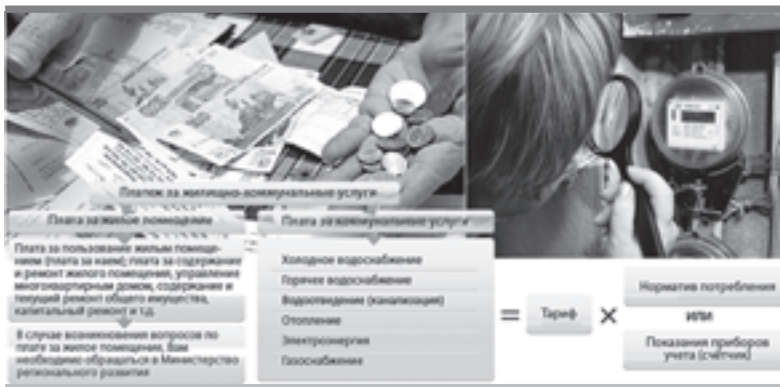 Платеж за жилищно-коммунальные услуги
Плата за жилое помещение
Плата за пользование жилым помеще-
нием (плата за наем); плата за содержание
и ремонт жилого помещения, управление
многоквартирным домом, содержание и
текущий ремонт общего имущества,
капитальный ремонт и т.д.
В случае возникновения вопросов по
плате за жилое помещение, Вам
необходимо обращаться в Министерство
регионального развития
Плата за коммунальные услуги
Холодное водоснабжение
Горячее водоснабжение
Водоотведение (канализация)
Отопление
Электроэнергия
Газоснабжение
=
Тариф
×
Норматив потребления
или
Показания приборов
учета (счётчик)